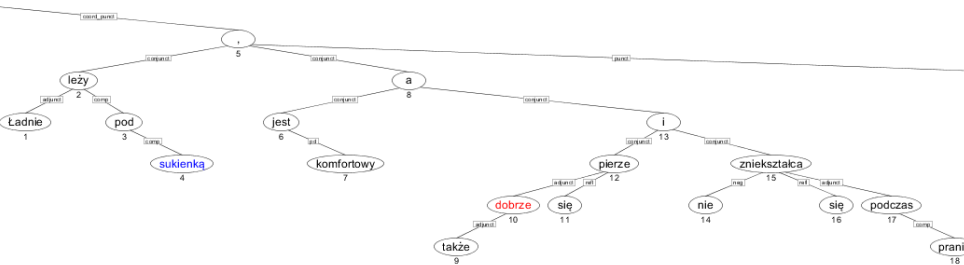 coord_punct
,
5
conjunct conjunct punct
leży a
2 8
adjunct comp conjunct conjunct
Ładnie pod jest i
1 3 6 13
comp pd conjunct conjunct
sukienką komfortowy pierze zniekształca
4 7 12 15
adjunct refl neg refl adjunct
dobrze się nie się podczas
10 11 14 16 17
adjunct comp
także prani
9 18